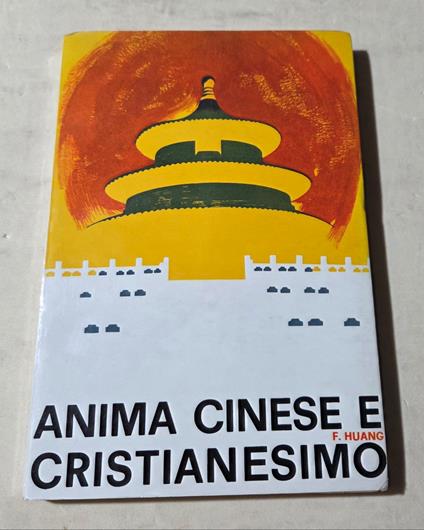 ANIMA CINESE E
F. HUANG
CRISTIANESIMO